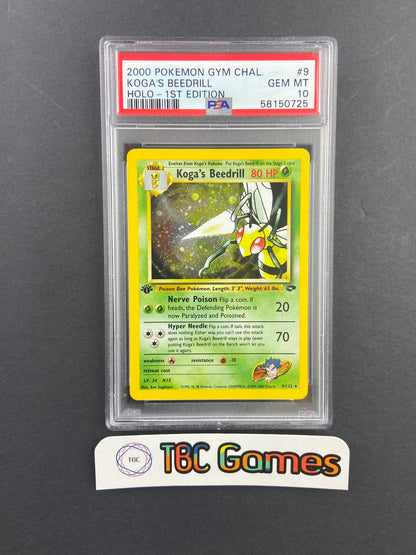 2000 POKEMON GYM CHAL. #9
KOGA'S BEEDRILL GEM MT
HOLO - 1ST EDITION 10
PSA 58150725
Evolves from Koga's Kakuna Put Koga's Beedrill on the Stage 1 card
STAGE 2
Koga's Beedrill 80 HP
Poison Bee Pokémon. Length: 3' 3", Weight: 65 lbs.
Nerve Poison Flip a coin. If
heads, the Defending Pokémon is
now Paralyzed and Poisoned.
20
Hyper Needle Flip a coin. If tails, this attack
does nothing. Either way, you can't use this
attack again as long as Koga's Beedrill stays in play (even
putting Koga's Beedrill on the Bench won't let you
use it again).
70
weakness resistance -30
retreat cost
LV. 34 #15
9/132
TBC
TBC Games